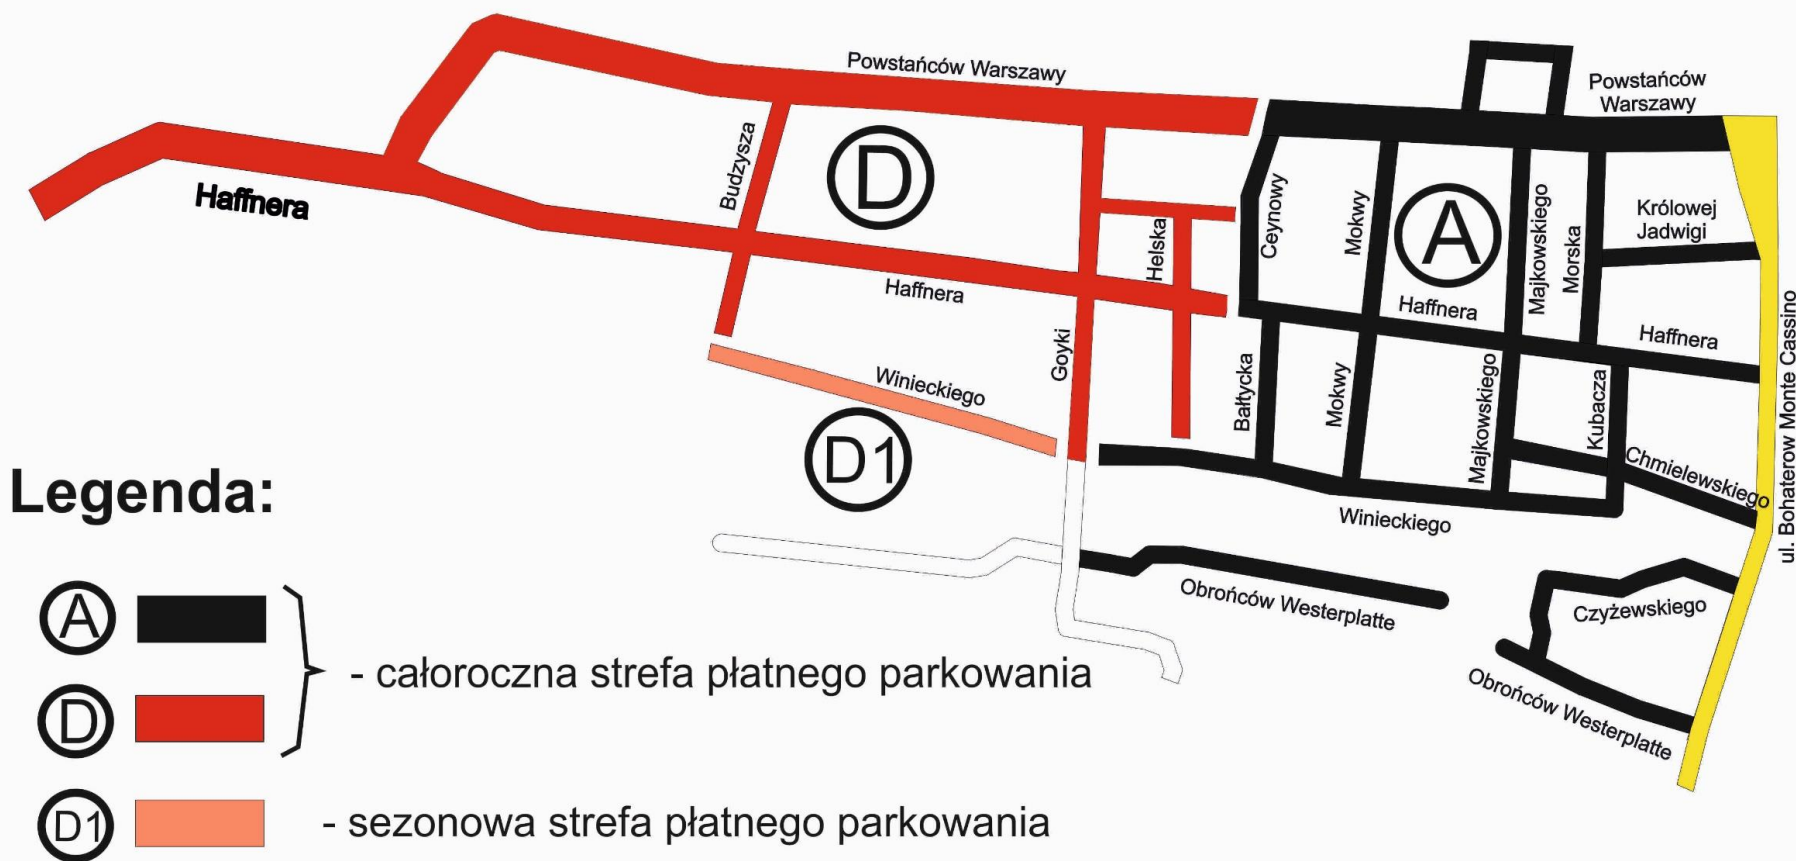 Powstańców Warszawy
Powstańców
Warszawy
Haffnera
Budzysza
D
Helska
Ceynowy
Mokwy
A
Majkowskiego
Morska
Królowej
Jadwigi
Haffnera
Haffnera
Haffnera
Goyki
Winieckiego
Bałtycka
Mokwy
Majkowskiego
Kubacza
Chmielewskiego
ul. Bohaterow Monte Cassino
D1
Winieckiego
Obrońców Westerplatte
Czyżewskiego
Obrońców Westerplatte
Legenda:
A
D
- całoroczna strefa płatnego parkowania
D1
- sezonowa strefa płatnego parkowania